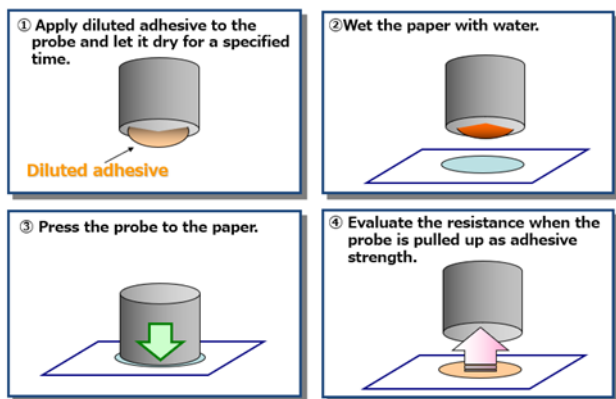 ① Apply diluted adhesive to the
probe and let it dry for a specified
time.
Diluted adhesive
②Wet the paper with water.
③ Press the probe to the paper.
④ Evaluate the resistance when the
probe is pulled up as adhesive
strength.